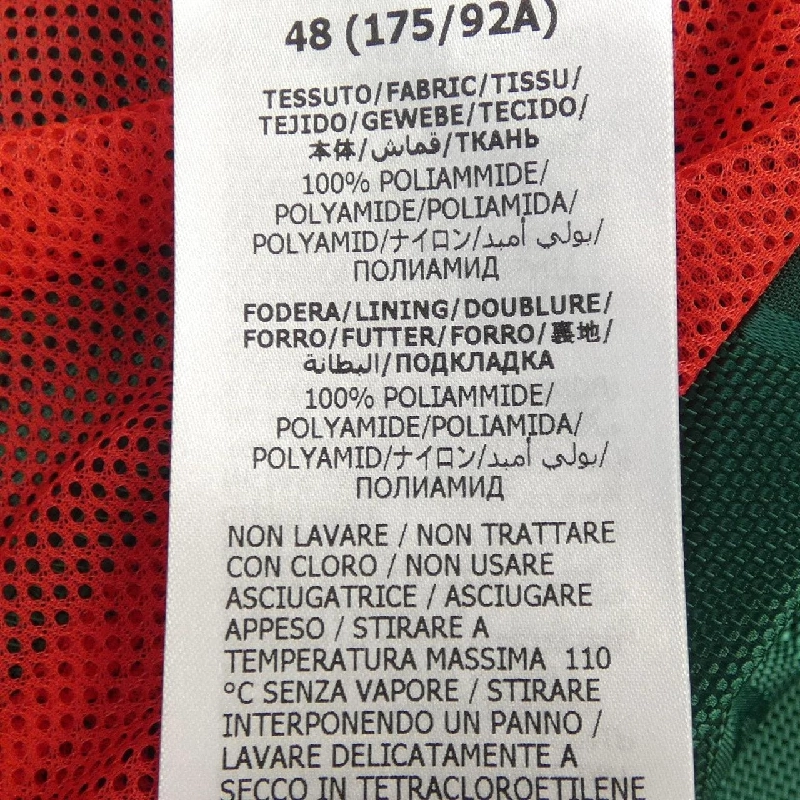 48 (175/92A)
TESSUTO/FABRIC/TISSU/
TEJIDO/GEWEBE/TECIDO/
本体/قماش/ТКАНЬ
100% POLIAMMIDE/
POLYAMIDE/POLIAMIDA/
POLYAMID/ナイロン/بولي أميد/
ПОЛИАМИД
FODERA/LINING/DOUBLURE/
FORRO/FUTTER/FORRO/裏地/
البطانة/ПОДКЛАДКА
100% POLIAMMIDE/
POLYAMIDE/POLIAMIDA/
POLYAMID/ナイロン/بولي أميد/
ПОЛИАМИД
NON LAVARE / NON TRATTARE
CON CLORO / NON USARE
ASCIUGATRICE / ASCIUGARE
APPESO / STIRARE A
TEMPERATURA MASSIMA 110
°C SENZA VAPORE / STIRARE
INTERPONENDO UN PANNO /
LAVARE DELICATAMENTE A
SECCO IN TETRACLOROETILENE